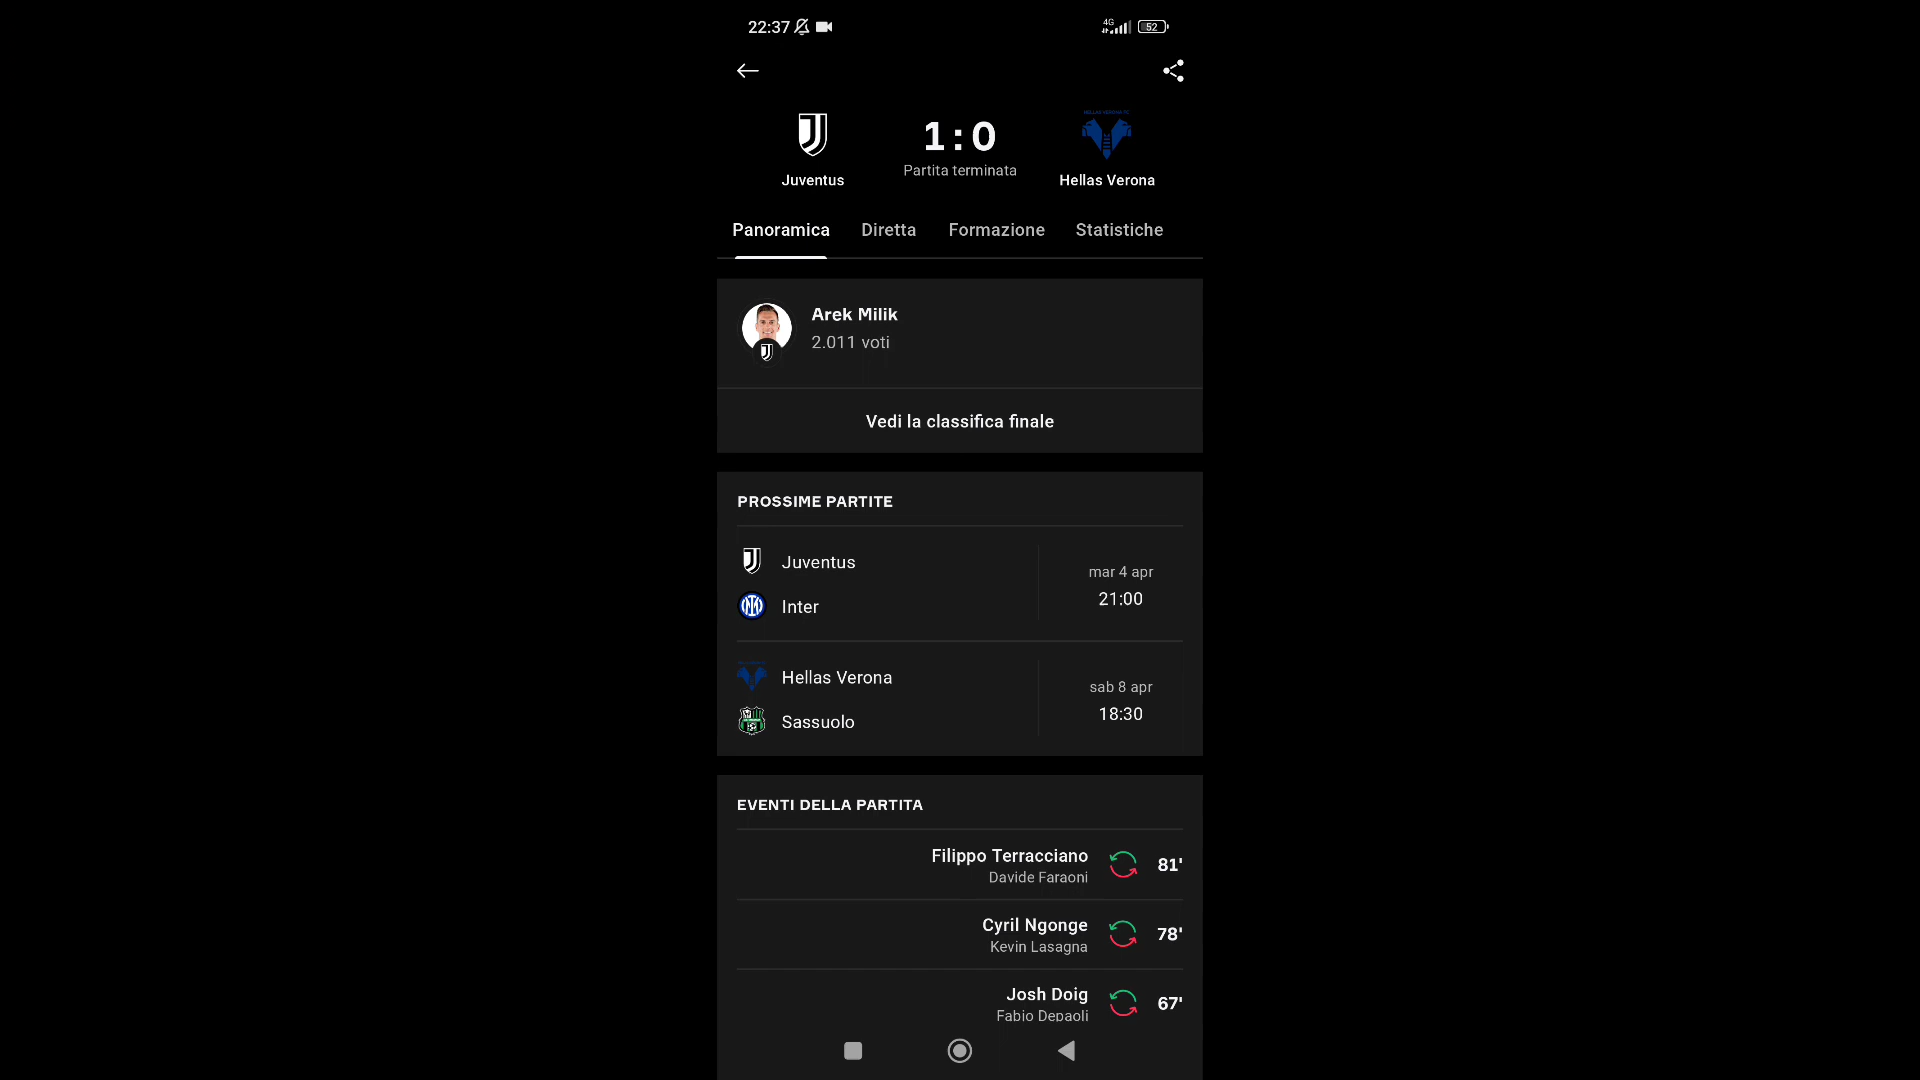 22:37
4G
52
1:0
Partita terminata
Juventus
Hellas Verona
Panoramica Diretta Formazione Statistiche
Arek Milik
2.011 voti
Vedi la classifica finale
PROSSIME PARTITE
Juventus
Inter
mar 4 apr
21:00
Hellas Verona
Sassuolo
sab 8 apr
18:30
EVENTI DELLA PARTITA
Filippo Terracciano
Davide Faraoni
81'
Cyril Ngonge
Kevin Lasagna
78'
Josh Doig
Fabio Depaoli
67'